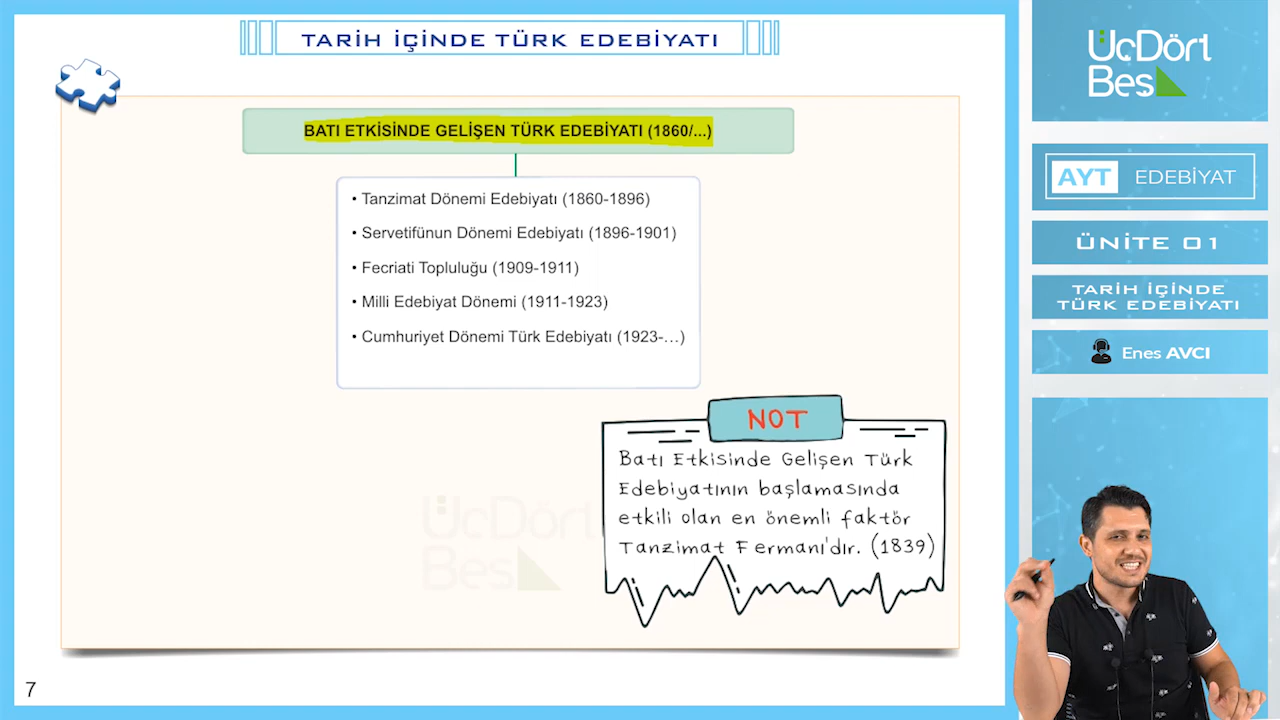 TARİH İÇİNDE TÜRK EDEBİYATI
BATI ETKİSİNDE GELİŞEN TÜRK EDEBİYATI (1860/...)
• Tanzimat Dönemi Edebiyatı (1860-1896)
• Servetifünun Dönemi Edebiyatı (1896-1901)
• Fecriati Topluluğu (1909-1911)
• Milli Edebiyat Dönemi (1911-1923)
• Cumhuriyet Dönemi Türk Edebiyatı (1923-…)
NOT
Batı Etkisinde Gelişen Türk
Edebiyatının başlamasında
etkili olan en önemli faktör
Tanzimat Fermanı'dır. (1839)
ÜçDört
Beş
7
ÜçDört
Beş
AYT EDEBİYAT
ÜNİTE 01
TARİH İÇİNDE
TÜRK EDEBİYATI
Enes AVCI